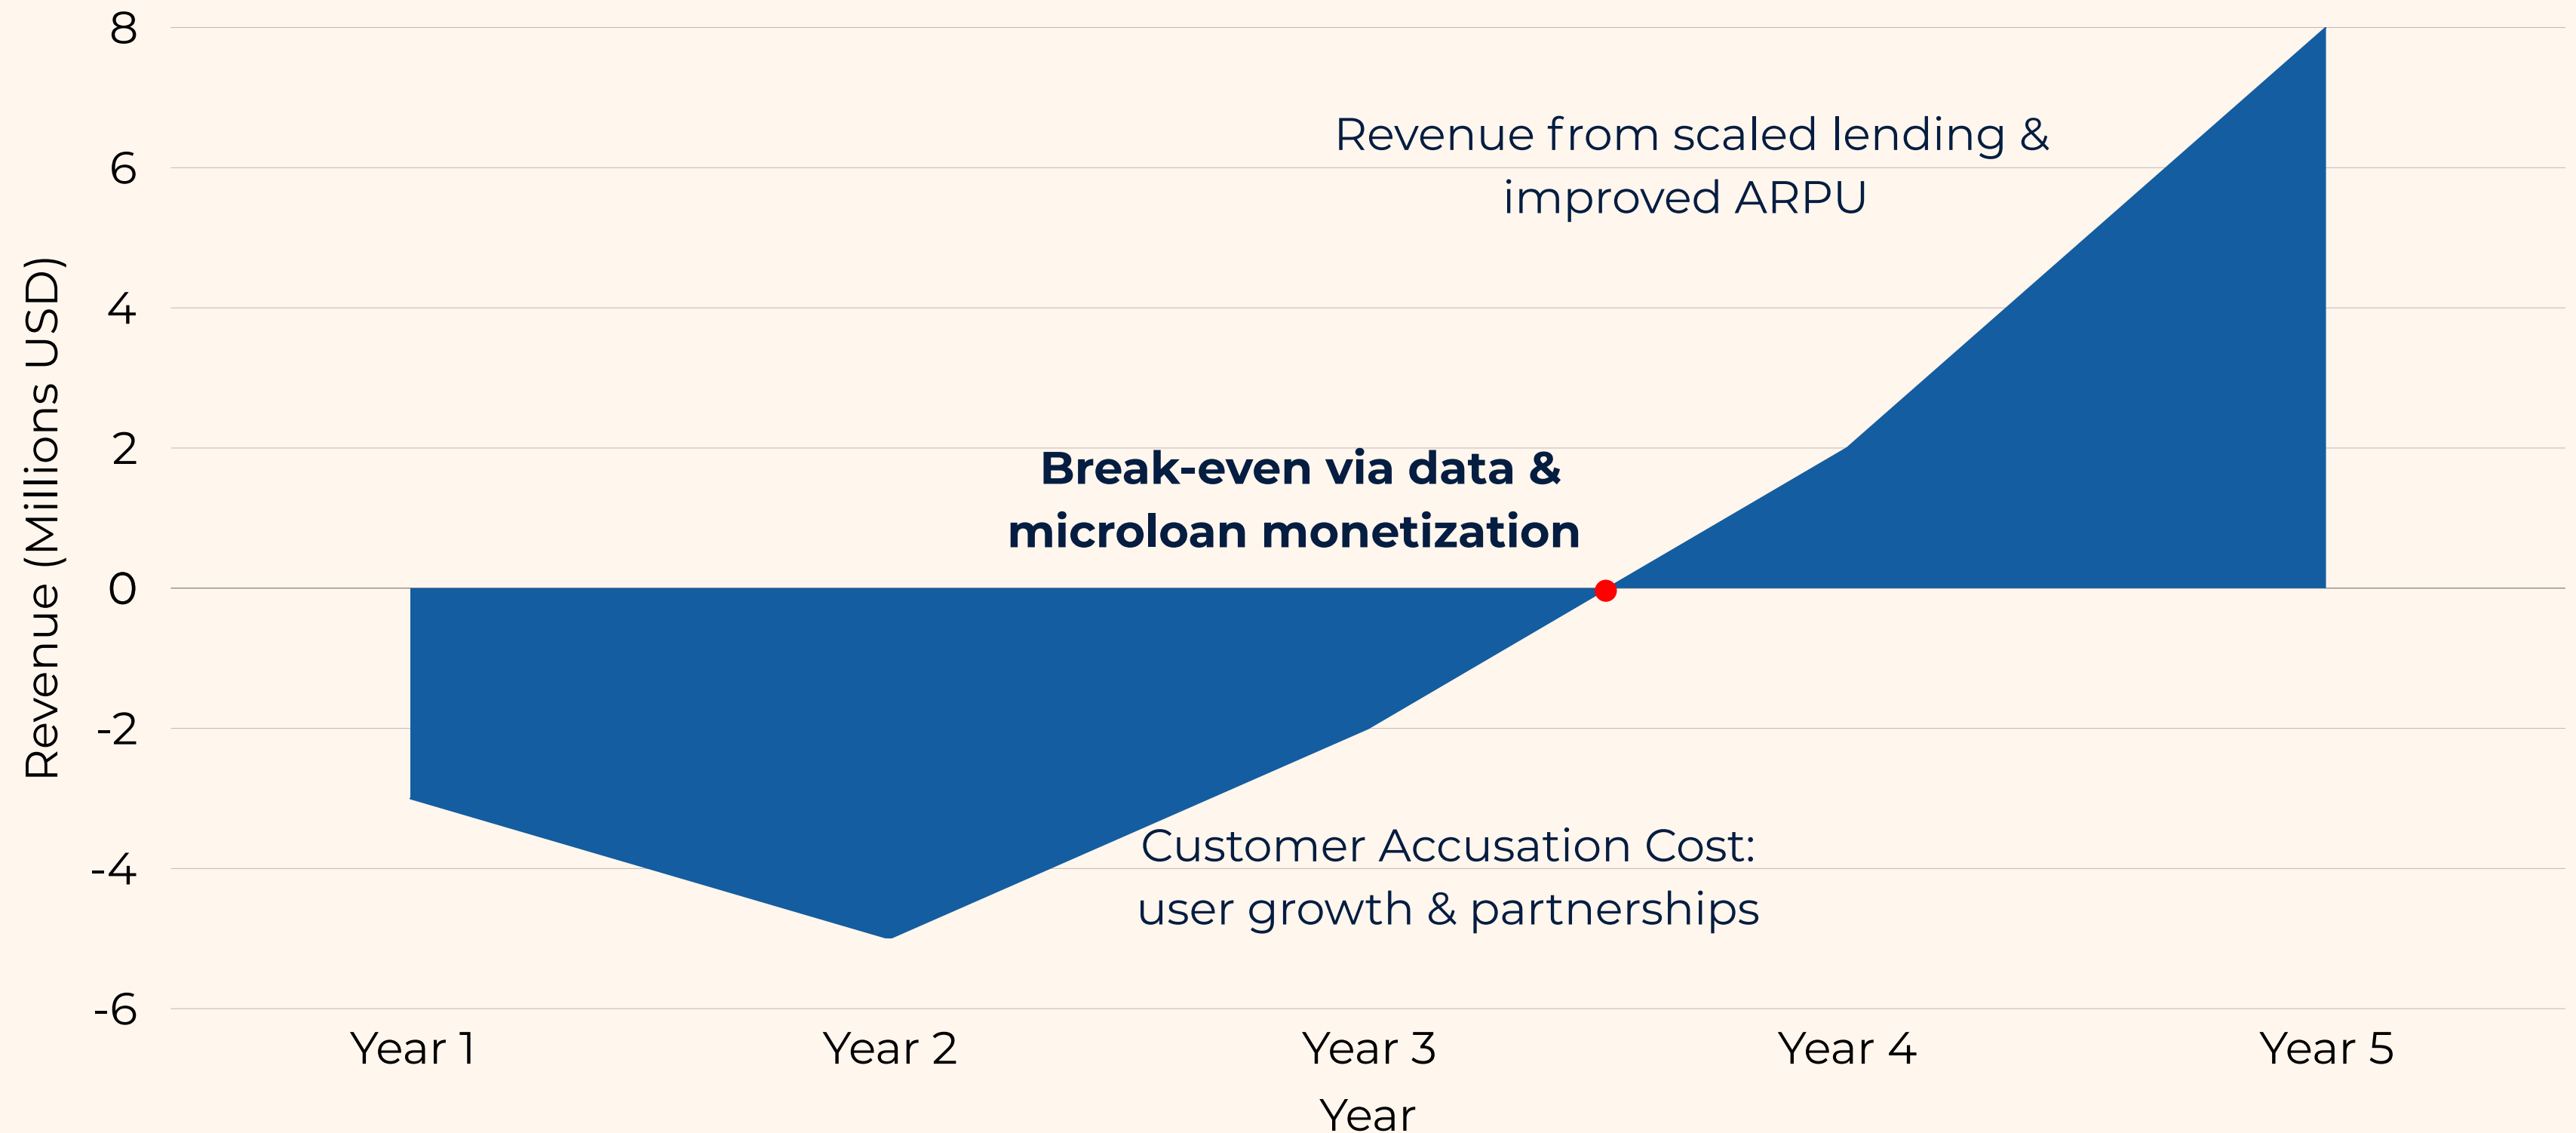 8
Revenue from scaled lending &
improved ARPU
6
4
2
Break-even via data &
microloan monetization
0
-2
Customer Accusation Cost:
user growth & partnerships
-4
-6
Revenue (Millions USD)
Year 1
Year 2
Year 3
Year 4
Year 5
Year